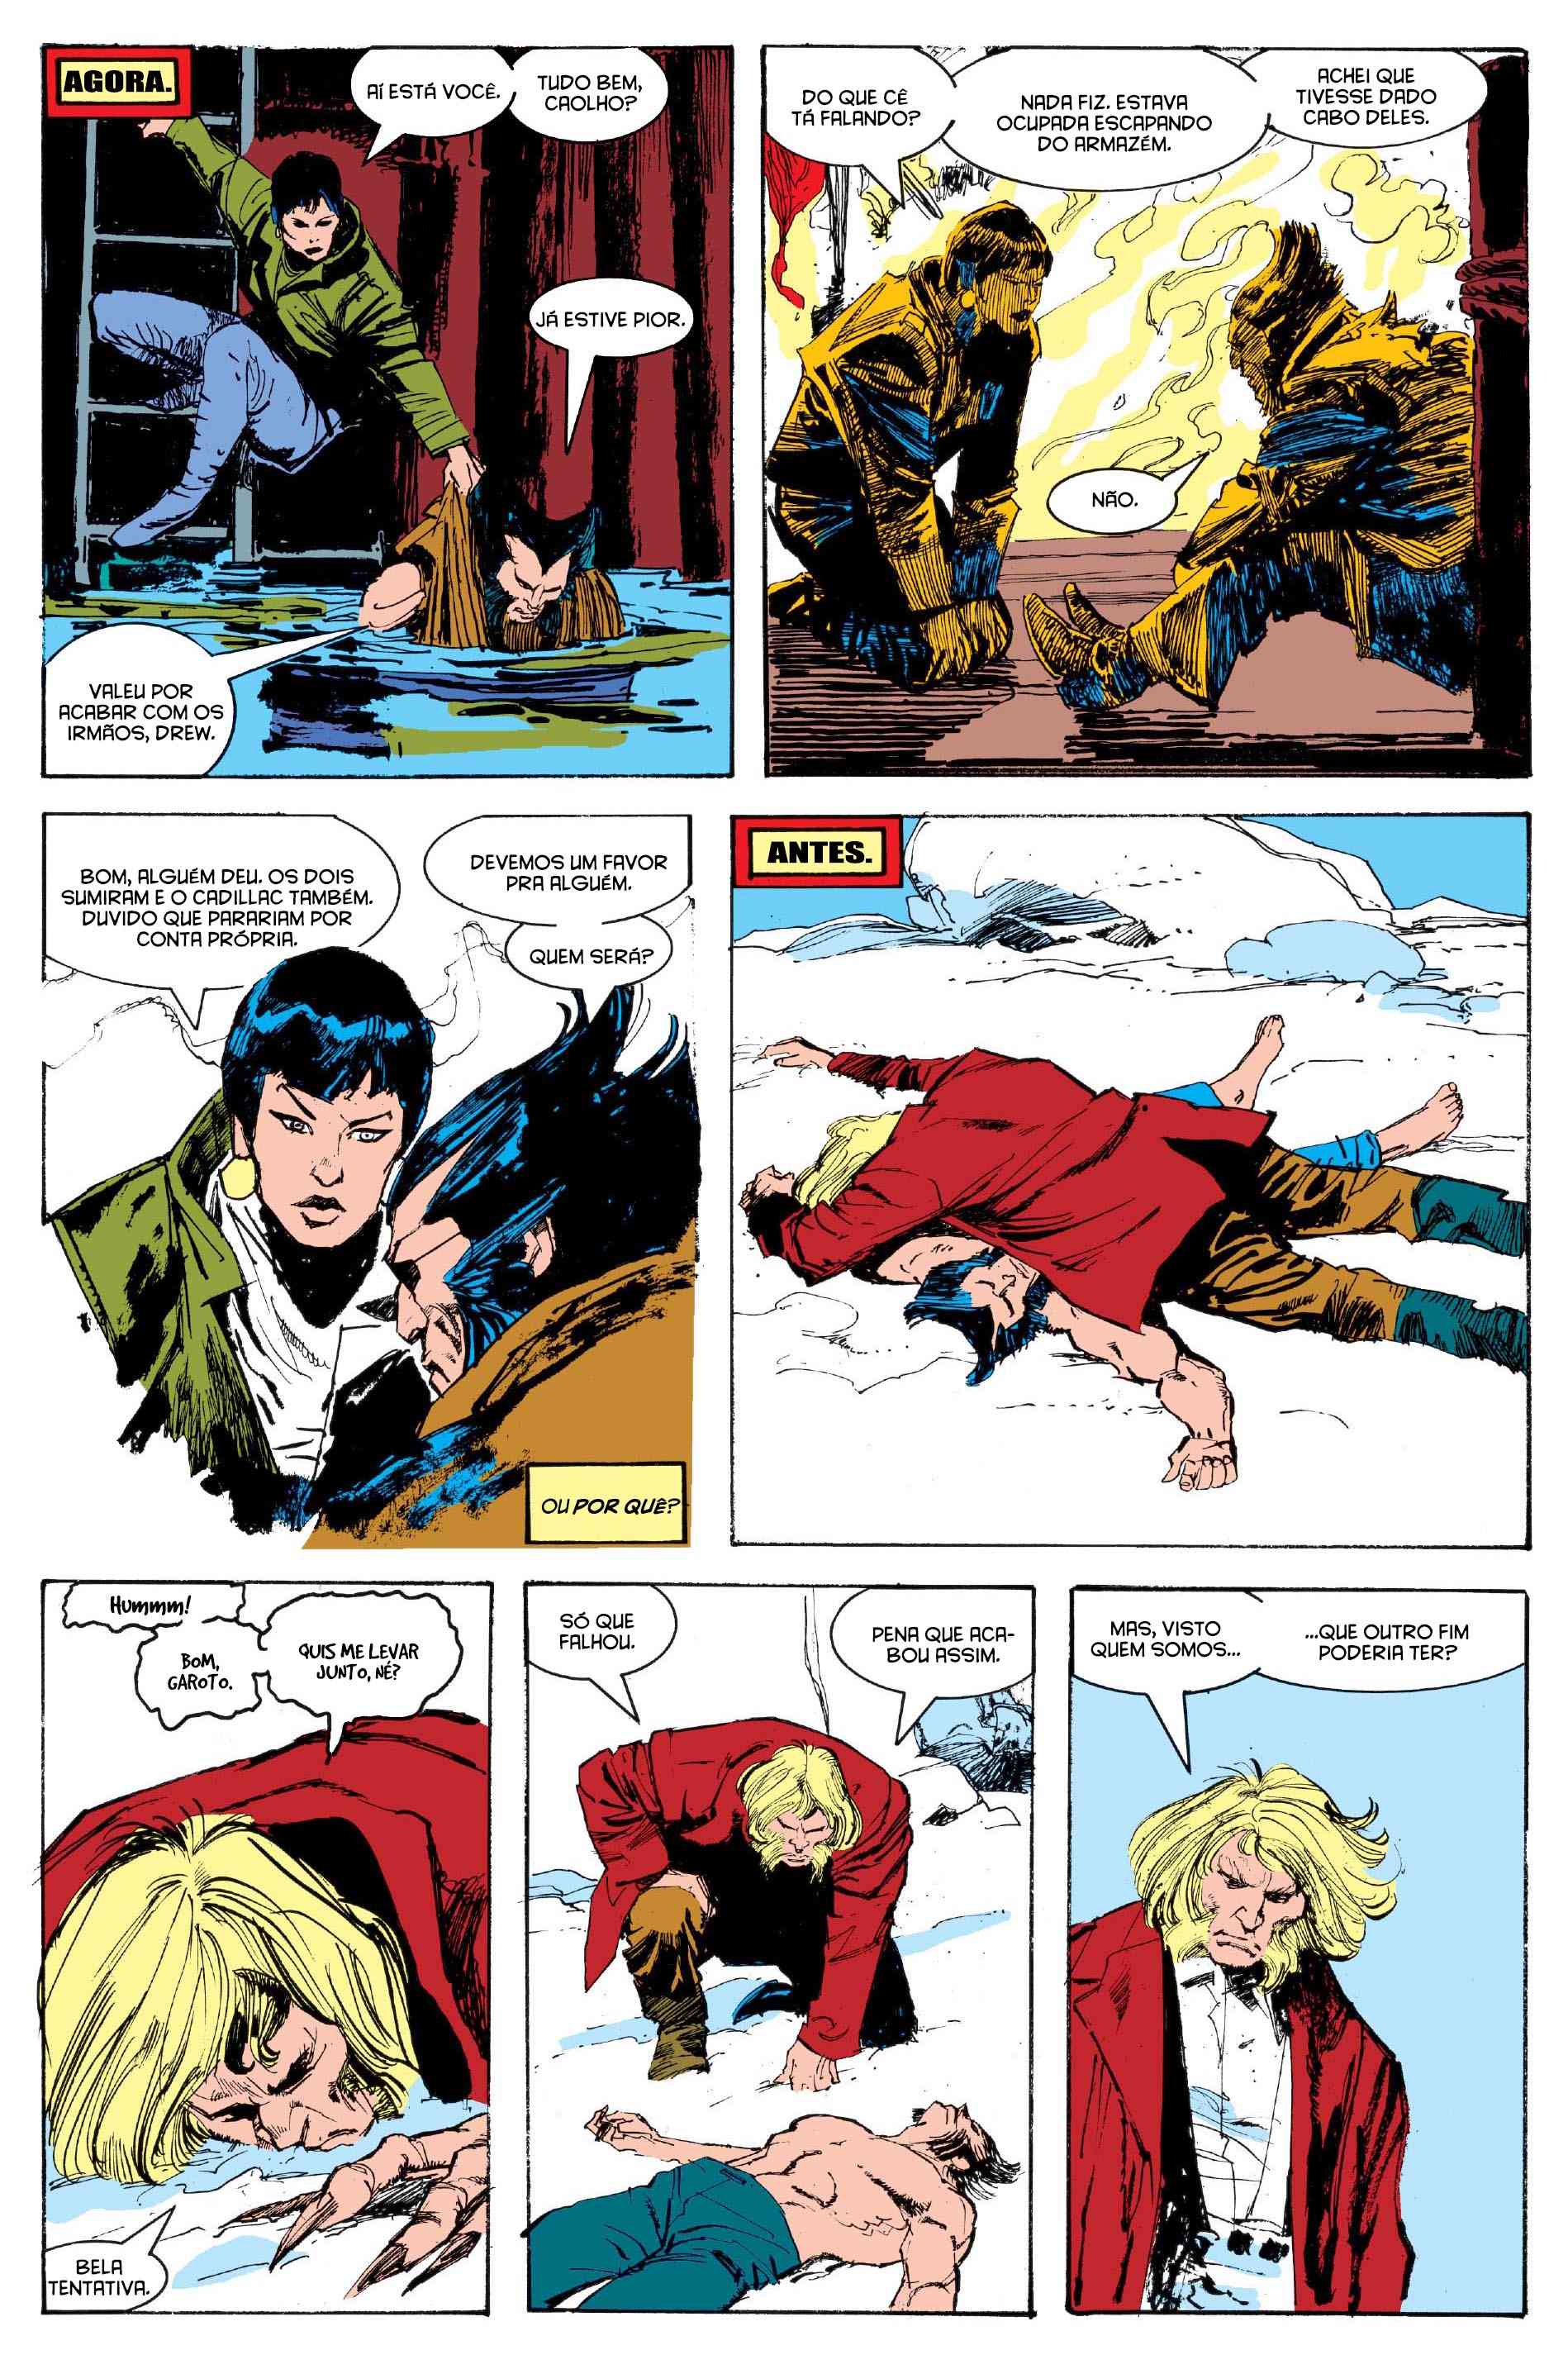 AGORA.
AÍ ESTÁ VOCÊ.
TUDO BEM,
CAOLHO?
JÁ ESTIVE PIOR.
VALEU POR
ACABAR COM OS
IRMÃOS, DREW.
DO QUE CÊ
TÁ FALANDO?
NADA FIZ. ESTAVA
OCUPADA ESCAPANDO
DO ARMAZÉM.
ACHEI QUE
TIVESSE DADO
CABO DELES.
NÃO.
BOM, ALGUÉM DEU. OS DOIS
SUMIRAM E O CADILLAC TAMBÉM.
DUVIDO QUE PARARIAM POR
CONTA PRÓPRIA.
DEVEMOS UM FAVOR
PRA ALGUÉM.
QUEM SERÁ?
OU POR QUÊ?
ANTES.
HUMMM!
BOM,
GAROTO.
QUIS ME LEVAR
JUNTO, NÉ?
BELA
TENTATIVA.
SÓ QUE
FALHOU.
PENA QUE ACA-
BOU ASSIM.
MAS, VISTO
QUEM SOMOS...
...QUE OUTRO FIM
PODERIA TER?